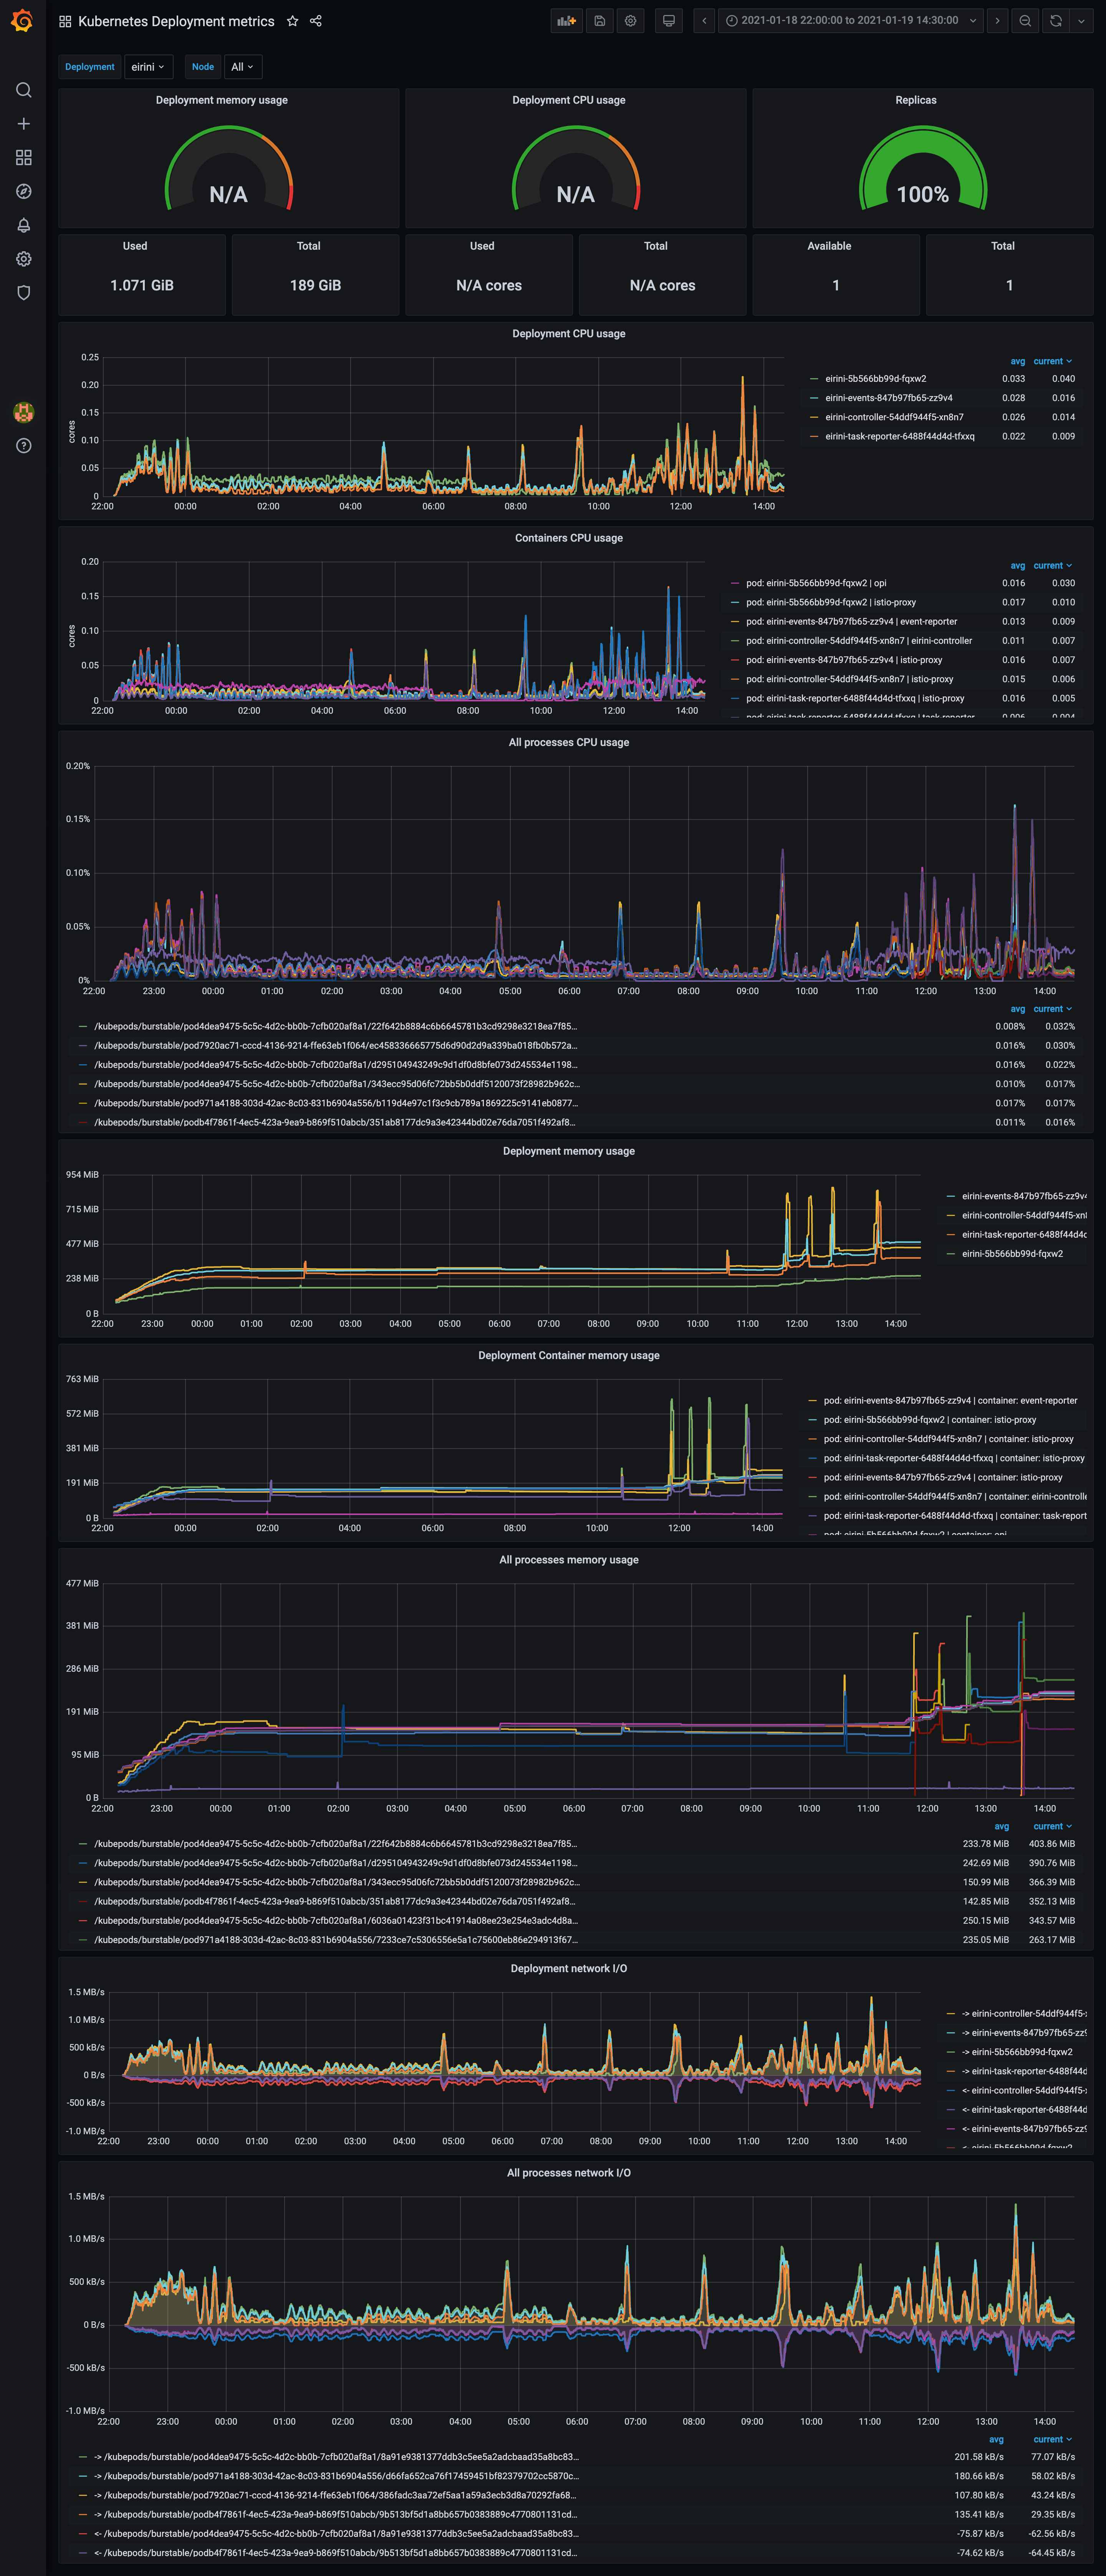 Kubernetes Deployment metrics
2021-01-18 22:00:00 to 2021-01-19 14:30:00
Deployment eirini Node All
Deployment memory usage Deployment CPU usage Replicas
N/A N/A 100%
Used Total Used Total Available Total
1.071 GiB 189 GiB N/A cores N/A cores 1 1
Deployment CPU usage
cores
0.25
0.20
0.15
0.10
0.05
0
22:00 00:00 02:00 04:00 06:00 08:00 10:00 12:00 14:00
avg current
eirini-5b566bb99d-fqxw2 0.033 0.040
eirini-events-847b97fb65-zz9v4 0.028 0.016
eirini-controller-54ddf944f5-xn8n7 0.026 0.014
eirini-task-reporter-6488f44d4d-tfxxq 0.022 0.009
Containers CPU usage
cores
0.20
0.15
0.10
0.05
0
22:00 00:00 02:00 04:00 06:00 08:00 10:00 12:00 14:00
avg current
pod: eirini-5b566bb99d-fqxw2 | opi 0.016 0.030
pod: eirini-5b566bb99d-fqxw2 | istio-proxy 0.017 0.010
pod: eirini-events-847b97fb65-zz9v4 | event-reporter 0.013 0.009
pod: eirini-controller-54ddf944f5-xn8n7 | eirini-controller 0.011 0.007
pod: eirini-events-847b97fb65-zz9v4 | istio-proxy 0.016 0.007
pod: eirini-controller-54ddf944f5-xn8n7 | istio-proxy 0.015 0.006
pod: eirini-task-reporter-6488f44d4d-tfxxq | istio-proxy 0.016 0.005
pod: eirini-task-reporter-6488f44d4d-tfxxq | task-reporter 0.006 0.004
All processes CPU usage
0.20%
0.15%
0.10%
0.05%
0%
22:00 23:00 00:00 01:00 02:00 03:00 04:00 05:00 06:00 07:00 08:00 09:00 10:00 11:00 12:00 13:00 14:00
avg current
/kubepods/burstable/pod4dea9475-5c5c-4d2c-bb0b-7cfb020af8a1/22f642b8884c6b6645781b3cd9298e3218ea7f85... 0.008% 0.032%
/kubepods/burstable/pod7920ac71-cccd-4136-9214-ffe63eb1f064/ec458336665775d6d90d2d9a339ba018fb0b572a... 0.016% 0.030%
/kubepods/burstable/pod4dea9475-5c5c-4d2c-bb0b-7cfb020af8a1/d295104943249c9d1df0d8bfe073d245534e1198... 0.016% 0.022%
/kubepods/burstable/pod4dea9475-5c5c-4d2c-bb0b-7cfb020af8a1/343ecc95d06fc72bb5b0ddf5120073f28982b962c... 0.010% 0.017%
/kubepods/burstable/pod971a4188-303d-42ac-8c03-831b6904a556/b119d4e97c1f3c9cb789a1869225c9141eb0877... 0.017% 0.017%
/kubepods/burstable/podb4f7861f-4ec5-423a-9ea9-b869f510abcb/351ab8177dc9a3e42344bd02e76da7051f492af8... 0.011% 0.016%
Deployment memory usage
954 MiB
715 MiB
477 MiB
238 MiB
0 B
22:00 23:00 00:00 01:00 02:00 03:00 04:00 05:00 06:00 07:00 08:00 09:00 10:00 11:00 12:00 13:00 14:00
eirini-events-847b97fb65-zz9v4
eirini-controller-54ddf944f5-xn8
eirini-task-reporter-6488f44d4d
eirini-5b566bb99d-fqxw2
Deployment Container memory usage
763 MiB
572 MiB
381 MiB
191 MiB
0 B
22:00 00:00 02:00 04:00 06:00 08:00 10:00 12:00 14:00
pod: eirini-events-847b97fb65-zz9v4 | container: event-reporter
pod: eirini-5b566bb99d-fqxw2 | container: istio-proxy
pod: eirini-controller-54ddf944f5-xn8n7 | container: istio-proxy
pod: eirini-task-reporter-6488f44d4d-tfxxq | container: istio-proxy
pod: eirini-events-847b97fb65-zz9v4 | container: istio-proxy
pod: eirini-controller-54ddf944f5-xn8n7 | container: eirini-controlle
pod: eirini-task-reporter-6488f44d4d-tfxxq | container: task-report
pod: eirini-5b566bb99d-fqxw2 | container: opi
All processes memory usage
477 MiB
381 MiB
286 MiB
191 MiB
95 MiB
0 B
22:00 23:00 00:00 01:00 02:00 03:00 04:00 05:00 06:00 07:00 08:00 09:00 10:00 11:00 12:00 13:00 14:00
avg current
/kubepods/burstable/pod4dea9475-5c5c-4d2c-bb0b-7cfb020af8a1/22f642b8884c6b6645781b3cd9298e3218ea7f85... 233.78 MiB 403.86 MiB
/kubepods/burstable/pod4dea9475-5c5c-4d2c-bb0b-7cfb020af8a1/d295104943249c9d1df0d8bfe073d245534e1198... 242.69 MiB 390.76 MiB
/kubepods/burstable/pod4dea9475-5c5c-4d2c-bb0b-7cfb020af8a1/343ecc95d06fc72bb5b0ddf5120073f28982b962c... 150.99 MiB 366.39 MiB
/kubepods/burstable/podb4f7861f-4ec5-423a-9ea9-b869f510abcb/351ab8177dc9a3e42344bd02e76da7051f492af8... 142.85 MiB 352.13 MiB
/kubepods/burstable/pod4dea9475-5c5c-4d2c-bb0b-7cfb020af8a1/6036a01423f31bc41914a08ee23e254e3adc4d8a... 250.15 MiB 343.57 MiB
/kubepods/burstable/pod971a4188-303d-42ac-8c03-831b6904a556/7233ce7c5306556e5a1c75600eb86e294913f67... 235.05 MiB 263.17 MiB
Deployment network I/O
1.5 MB/s
1.0 MB/s
500 kB/s
0 B/s
-500 kB/s
-1.0 MB/s
22:00 23:00 00:00 01:00 02:00 03:00 04:00 05:00 06:00 07:00 08:00 09:00 10:00 11:00 12:00 13:00 14:00
-> eirini-controller-54ddf944f5-
-> eirini-events-847b97fb65-zz9
-> eirini-5b566bb99d-fqxw2
-> eirini-task-reporter-6488f44d
<- eirini-controller-54ddf944f5-
<- eirini-task-reporter-6488f44d
<- eirini-events-847b97fb65-zz9
<- eirini-5b566bb99d-fqxw2
All processes network I/O
1.5 MB/s
1.0 MB/s
500 kB/s
0 B/s
-500 kB/s
-1.0 MB/s
22:00 23:00 00:00 01:00 02:00 03:00 04:00 05:00 06:00 07:00 08:00 09:00 10:00 11:00 12:00 13:00 14:00
avg current
-> /kubepods/burstable/pod4dea9475-5c5c-4d2c-bb0b-7cfb020af8a1/8a91e9381377ddb3c5ee5a2adcbaad35a8bc83... 201.58 kB/s 77.07 kB/s
-> /kubepods/burstable/pod971a4188-303d-42ac-8c03-831b6904a556/d66fa652ca76f17459451bf82379702cc5870c... 180.66 kB/s 58.02 kB/s
-> /kubepods/burstable/pod7920ac71-cccd-4136-9214-ffe63eb1f064/386fadc3aa72ef5aa1a59a3ecb3d8a70292fa68... 107.80 kB/s 43.24 kB/s
-> /kubepods/burstable/podb4f7861f-4ec5-423a-9ea9-b869f510abcb/9b513bf5d1a8bb657b0383889c4770801131cd... 135.41 kB/s 29.35 kB/s
<- /kubepods/burstable/pod4dea9475-5c5c-4d2c-bb0b-7cfb020af8a1/8a91e9381377ddb3c5ee5a2adcbaad35a8bc83... -75.87 kB/s -62.56 kB/s
<- /kubepods/burstable/podb4f7861f-4ec5-423a-9ea9-b869f510abcb/9b513bf5d1a8bb657b0383889c4770801131cd... -74.62 kB/s -64.45 kB/s